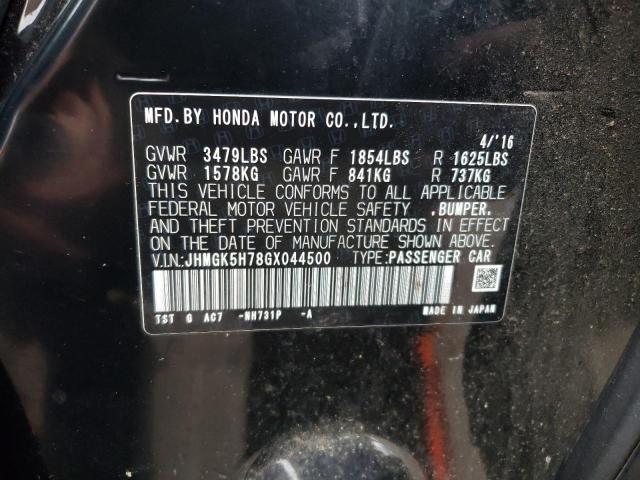 MFD.BY HONDA MOTOR CO.,LTD.
4/'16
GVWR 3479LBS GAWR F 1854LBS R 1625LBS
GVWR 1578KG GAWR F 841KG R 737KG
THIS VEHICLE CONFORMS TO ALL APPLICABLE
FEDERAL MOTOR VEHICLE SAFETY ,BUMPER,
AND THEFT PREVENTION STANDARDS IN EFFECT
ON THE DATE OF MANUFACTURE SHOWN ABOVE.
V.I.N:JHMGK5H78GX044500 TYPE:PASSENGER CAR
TST G AC7 -NH731P -A MADE IN JAPAN